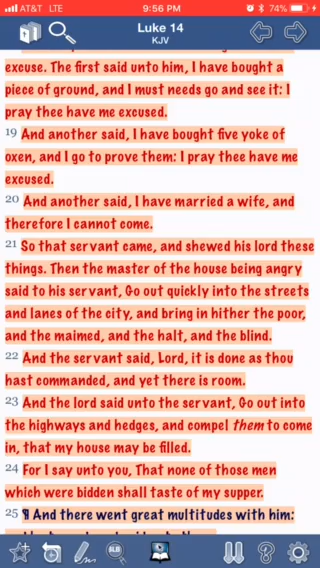 AT&T LTE 9:56 PM 74%
Luke 14
KJV
excuse. The first said unto him, I have bought a
piece of ground, and I must needs go and see it: I
pray thee have me excused.
19 And another said, I have bought five yoke of
oxen, and I go to prove them: I pray thee have me
excused.
20 And another said, I have married a wife, and
therefore I cannot come.
21 So that servant came, and shewed his lord these
things. Then the master of the house being angry
said to his servant, Go out quickly into the streets
and lanes of the city, and bring in hither the poor,
and the maimed, and the halt, and the blind.
22 And the servant said, Lord, it is done as thou
hast commanded, and yet there is room.
23 And the lord said unto the servant, Go out into
the highways and hedges, and compel them to come
in, that my house may be filled.
24 For I say unto you, That none of those men
which were bidden shall taste of my supper.
25 ¶ And there went great multitudes with him:
SLB